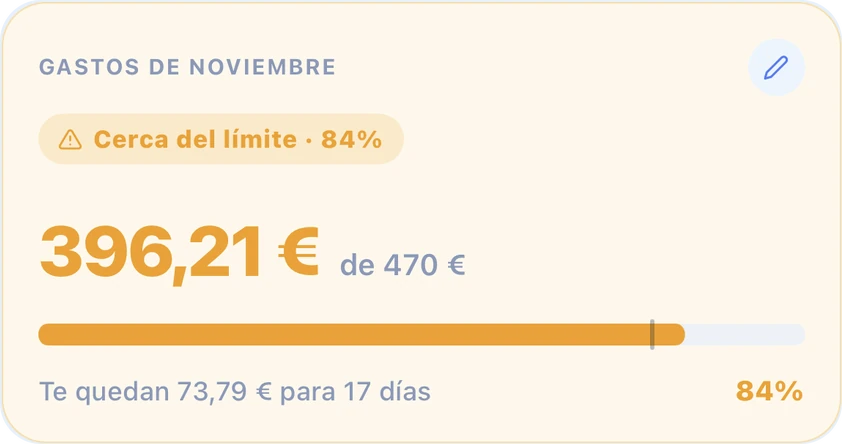 GASTOS DE NOVIEMBRE
Cerca del límite · 84%
396,21 € de 470 €
Te quedan 73,79 € para 17 días 84%